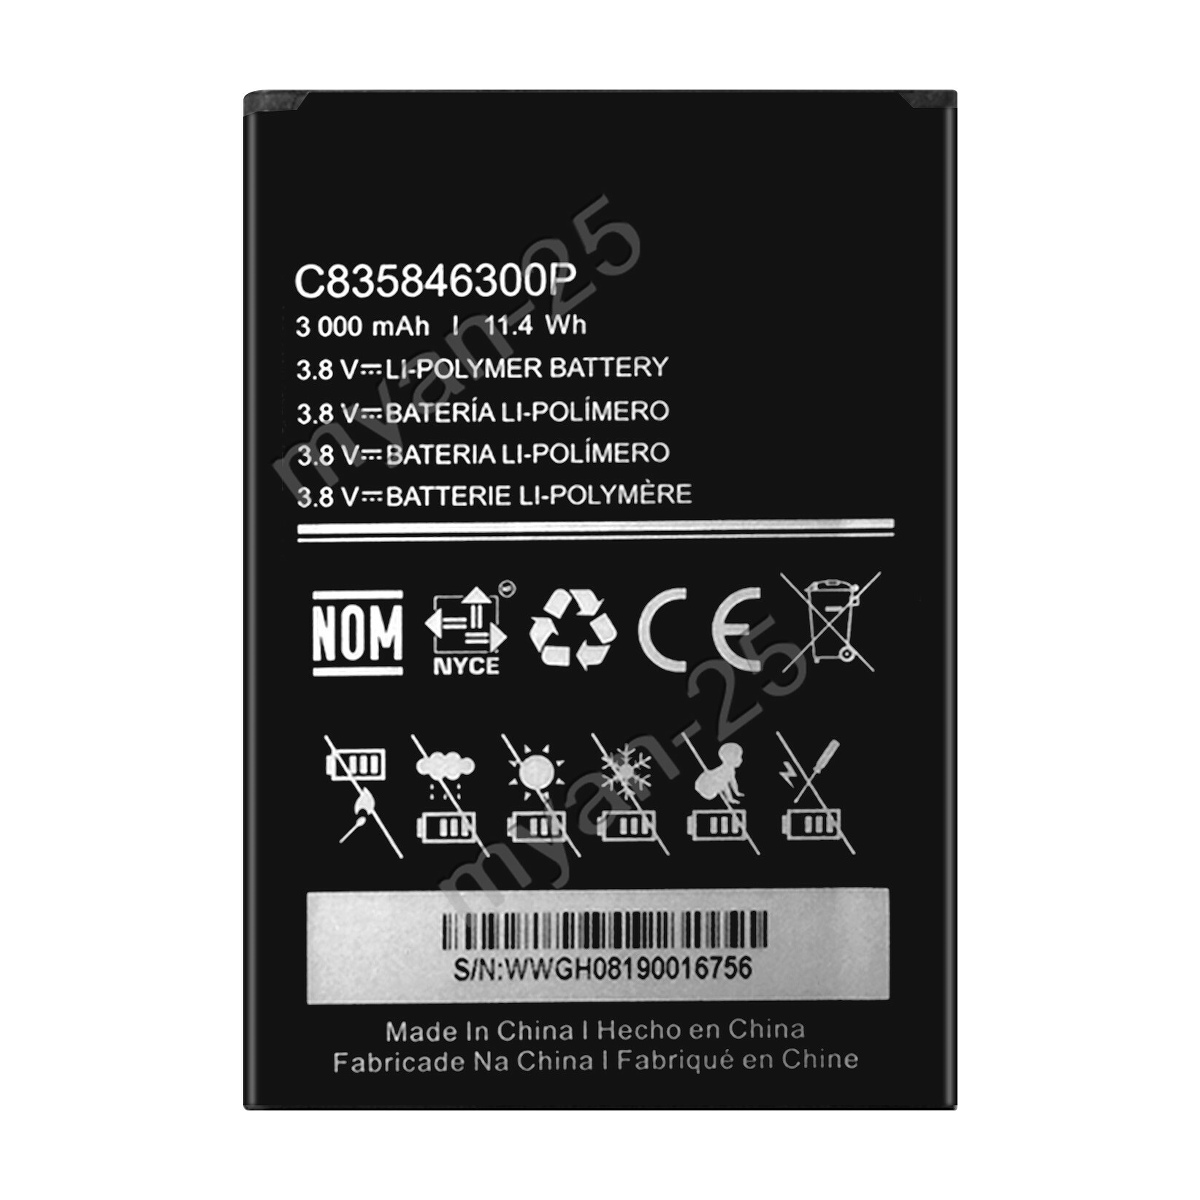 C835846300P
3 000 mAh | 11.4 Wh
3.8 V⎓LI-POLYMER BATTERY
3.8 V⎓BATERÍA LI-POLÍMERO
3.8 V⎓BATERIA LI-POLÍMERO
3.8 V⎓BATTERIE LI-POLYMÈRE
NOM
NYCE
CE
S/N:WWGH08190016756
Made In China | Hecho en China
Fabricade Na China | Fabriqué en Chine
myan-25
myan-25